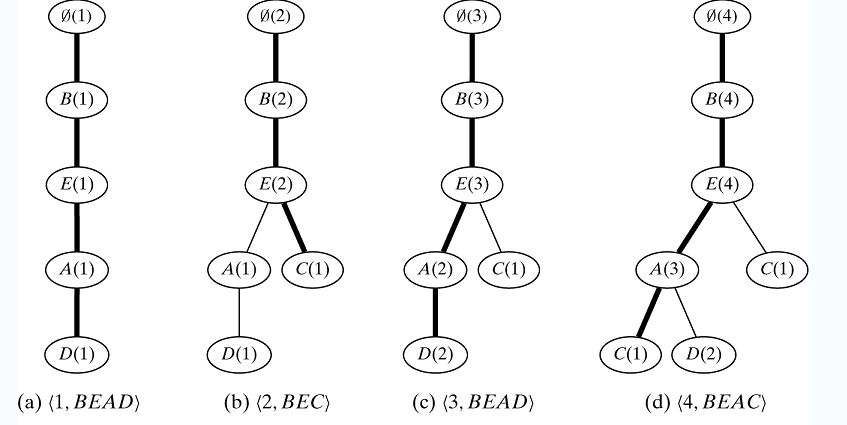 ∅(1) ∅(2) ∅(3) ∅(4)
B(1) B(2) B(3) B(4)
E(1) E(2) E(3) E(4)
A(1) A(1) C(1) A(2) C(1) A(3) C(1)
D(1) D(1) D(2) C(1) D(2)
(a) ⟨1, BEAD⟩ (b) ⟨2, BEC⟩ (c) ⟨3, BEAD⟩ (d) ⟨4, BEAC⟩